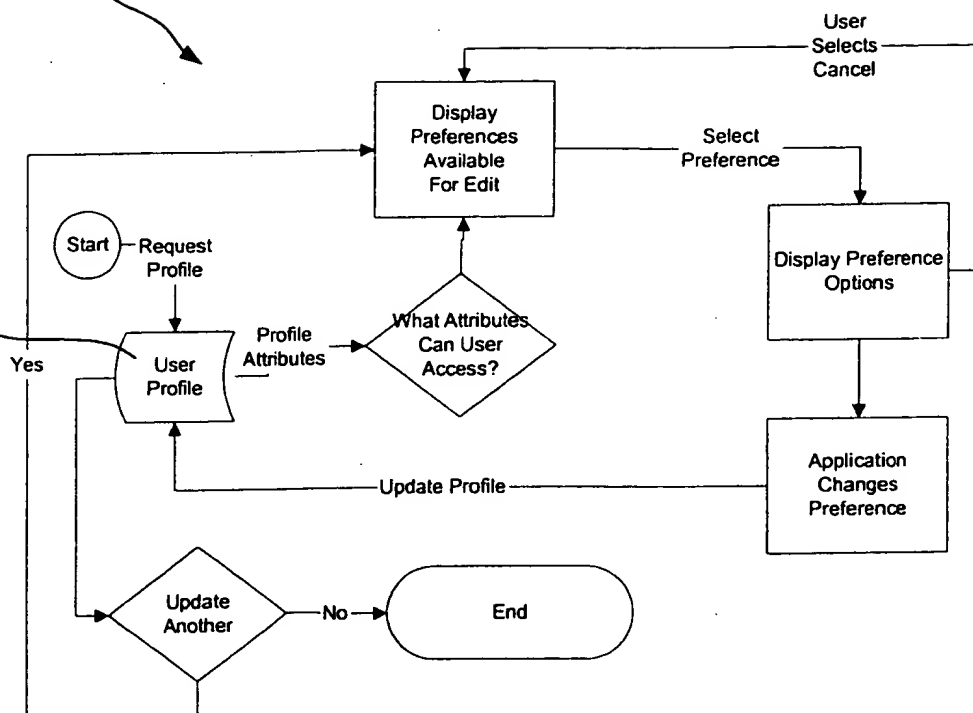 User
Selects
Cancel
Display
Preferences
Available
For Edit
Select
Preference
Start
Request
Profile
Display Preference
Options
What Attributes
Can User
Access?
Profile
Attributes
User
Profile
Yes
Application
Changes
Preference
Update Profile
Update
Another
No
End